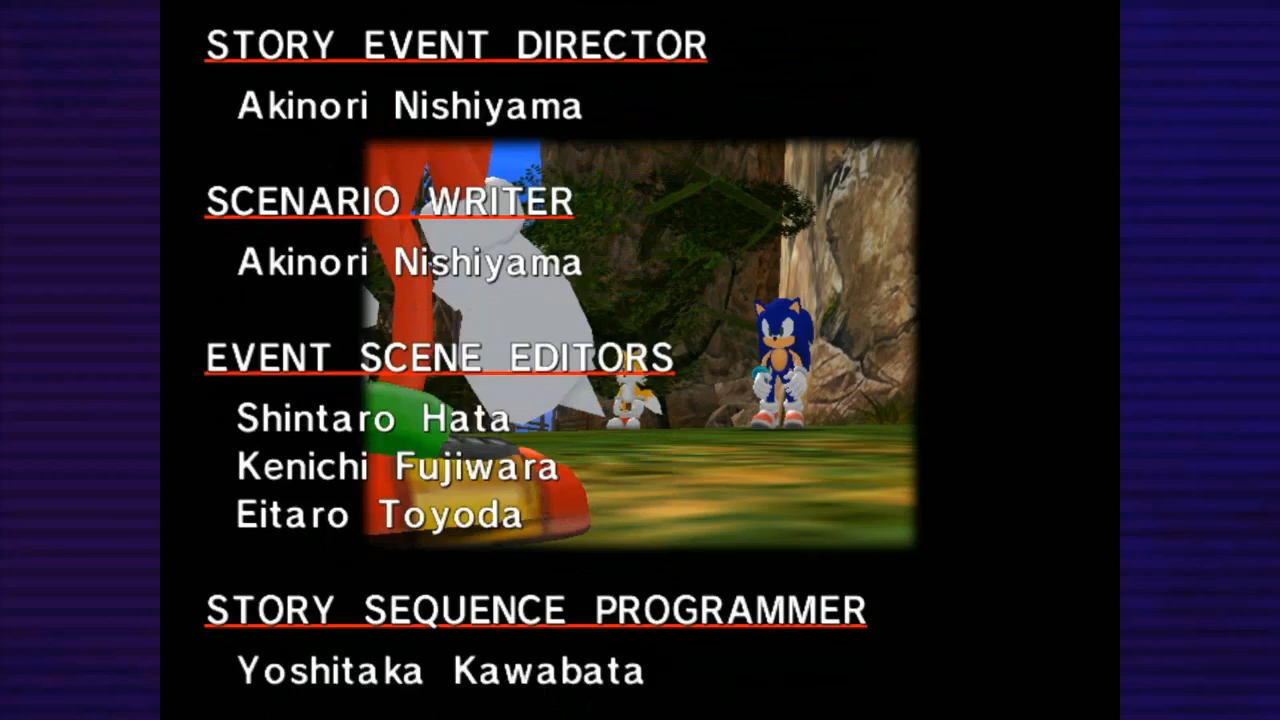 STORY EVENT DIRECTOR
Akinori Nishiyama
SCENARIO WRITER
Akinori Nishiyama
EVENT SCENE EDITORS
Shintaro Hata
Kenichi Fujiwara
Eitaro Toyoda
STORY SEQUENCE PROGRAMMER
Yoshitaka Kawabata